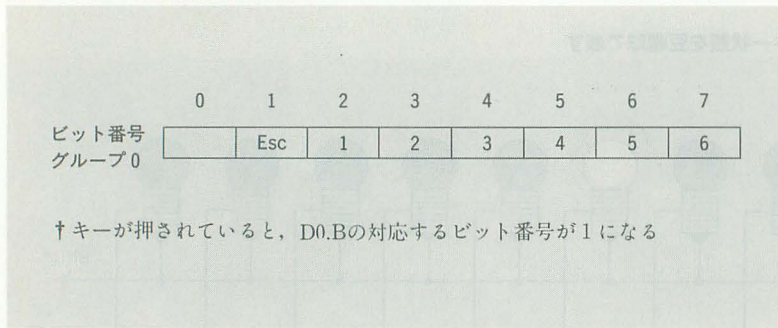 0 1 2 3 4 5 6 7
ビット番号
グループ0
Esc 1 2 3 4 5 6
†キーが押されていると，D0.Bの対応するビット番号が1になる